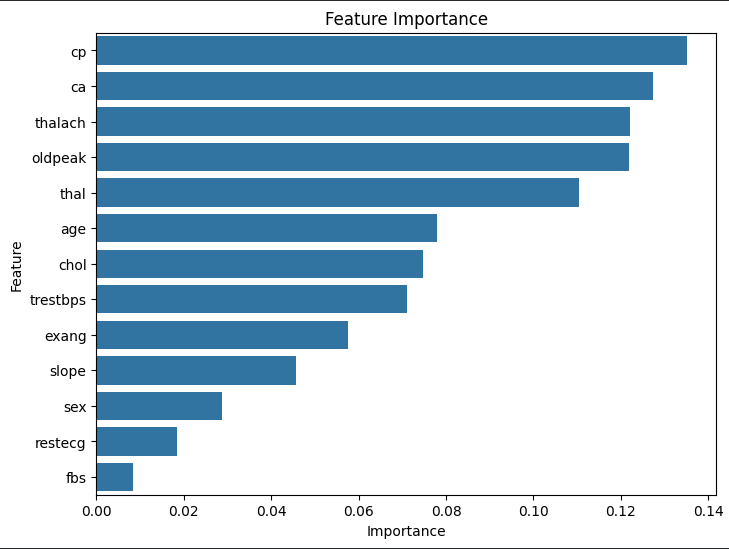 Feature Importance
cp
ca
thalach
oldpeak
thal
age
chol
trestbps
exang
slope
sex
restecg
fbs
Feature
0.00 0.02 0.04 0.06 0.08 0.10 0.12 0.14
Importance